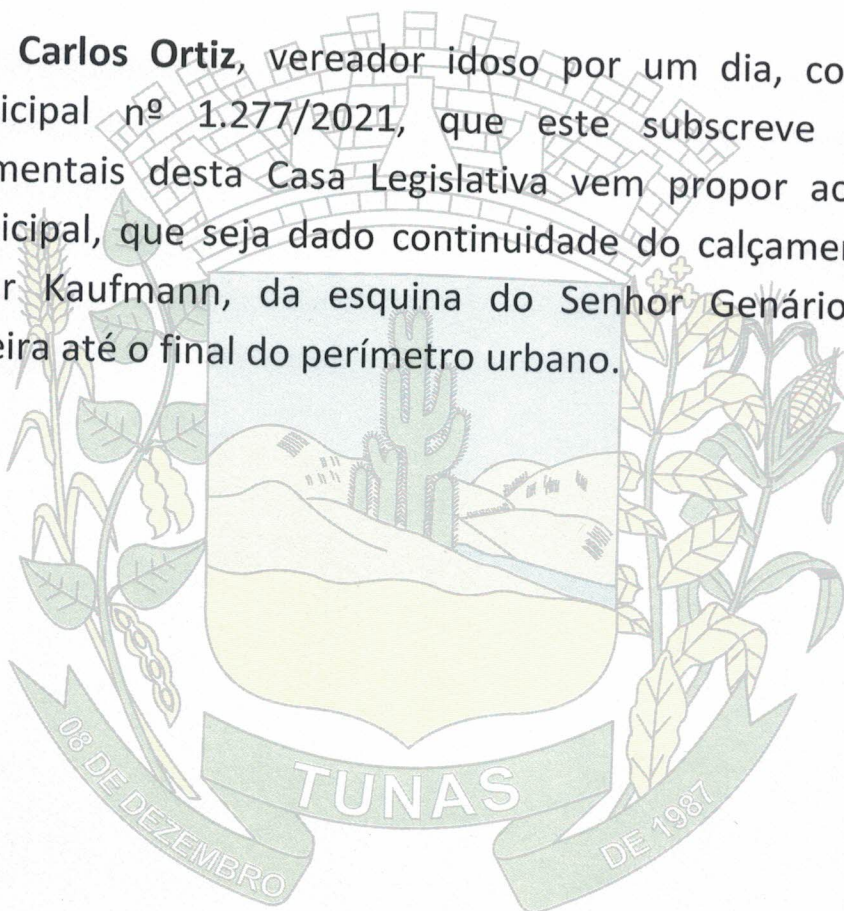 Carlos Ortiz, vereador idoso por um dia, co
icipal nº 1.277/2021, que este subscreve
mentais desta Casa Legislativa vem propor ao
icipal, que seja dado continuidade do calçamen
r Kaufmann, da esquina do Senhor Genário
eira até o final do perímetro urbano.
TUNAS
08 DE DEZEMBRO
DE 1987